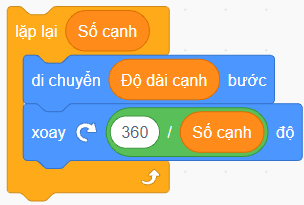 lặp lại Số cạnh
di chuyển Độ dài cạnh bước
xoay 360 / Số cạnh độ